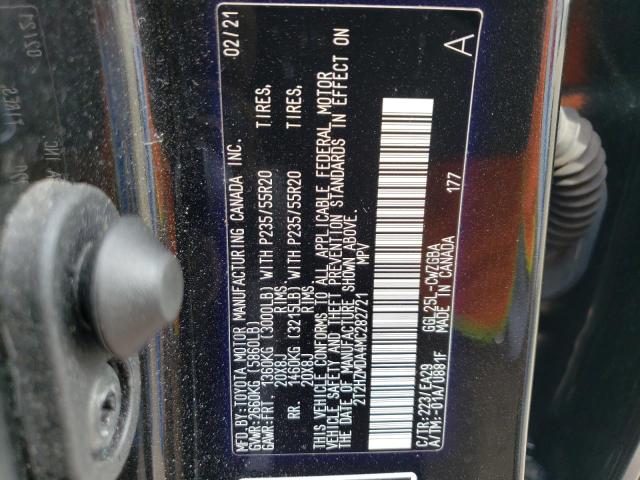 MFD.BY:TOYOTA MOTOR MANUFACTURING CANADA INC. 02/21
GVWR:2660KG(5860LB)
GAWR:FRT. 1360KG (3000LB) WITH P235/55R20 TIRES.
20X8J RIMS.
RR. 1460KG (3215LB) WITH P235/55R20 TIRES.
20X8J RIMS.
THIS VEHICLE CONFORMS TO ALL APPLICABLE FEDERAL MOTOR
VEHICLE SAFETY AND THEFT PREVENTION STANDARDS IN EFFECT ON
THE DATE OF MANUFACTURE SHOWN ABOVE.
2T2HZMDA4MC282721 MPV
A
C/TR:223/EA29 GGL25L-CWZGBA
A/TM:-01A/U881F MADE IN CANADA 177